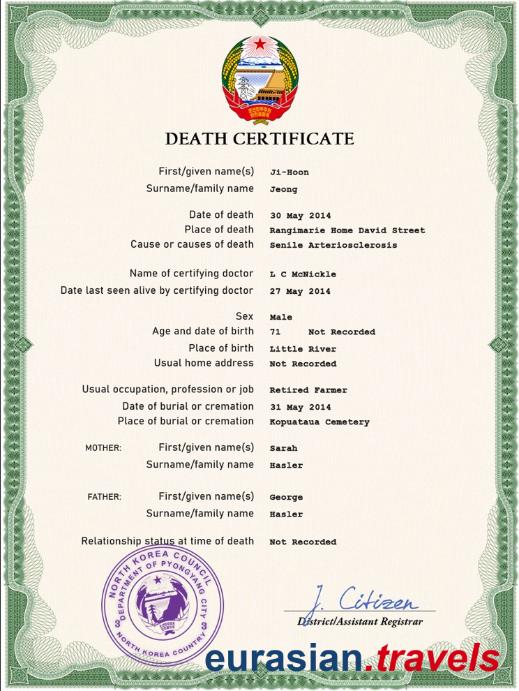 DEATH CERTIFICATE
First/given name(s) Ji-Hoon
Surname/family name Jeong
Date of death 30 May 2014
Place of death Rangimarie Home David Street
Cause or causes of death Senile Arteriosclerosis
Name of certifying doctor L C McNickle
Date last seen alive by certifying doctor 27 May 2014
Sex Male
Age and date of birth 71 Not Recorded
Place of birth Little River
Usual home address Not Recorded
Usual occupation, profession or job Retired Farmer
Date of burial or cremation 31 May 2014
Place of burial or cremation Kopuataua Cemetery
MOTHER: First/given name(s) Sarah
Surname/family name Hasler
FATHER: First/given name(s) George
Surname/family name Hasler
Relationship status at time of death Not Recorded
NORTH KOREA COUNCIL
DEPARTMENT OF PYONGYANG CITY
3 3
NORTH KOREA COUNTRY
J. Citizen
District/Assistant Registrar
eurasian.travels